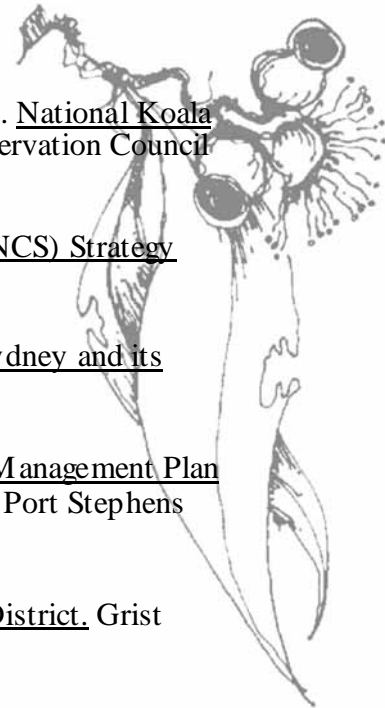 . National Koala
ervation Council
NCS) Strategy
ydney and its
Management Plan
Port Stephens
District. Grist